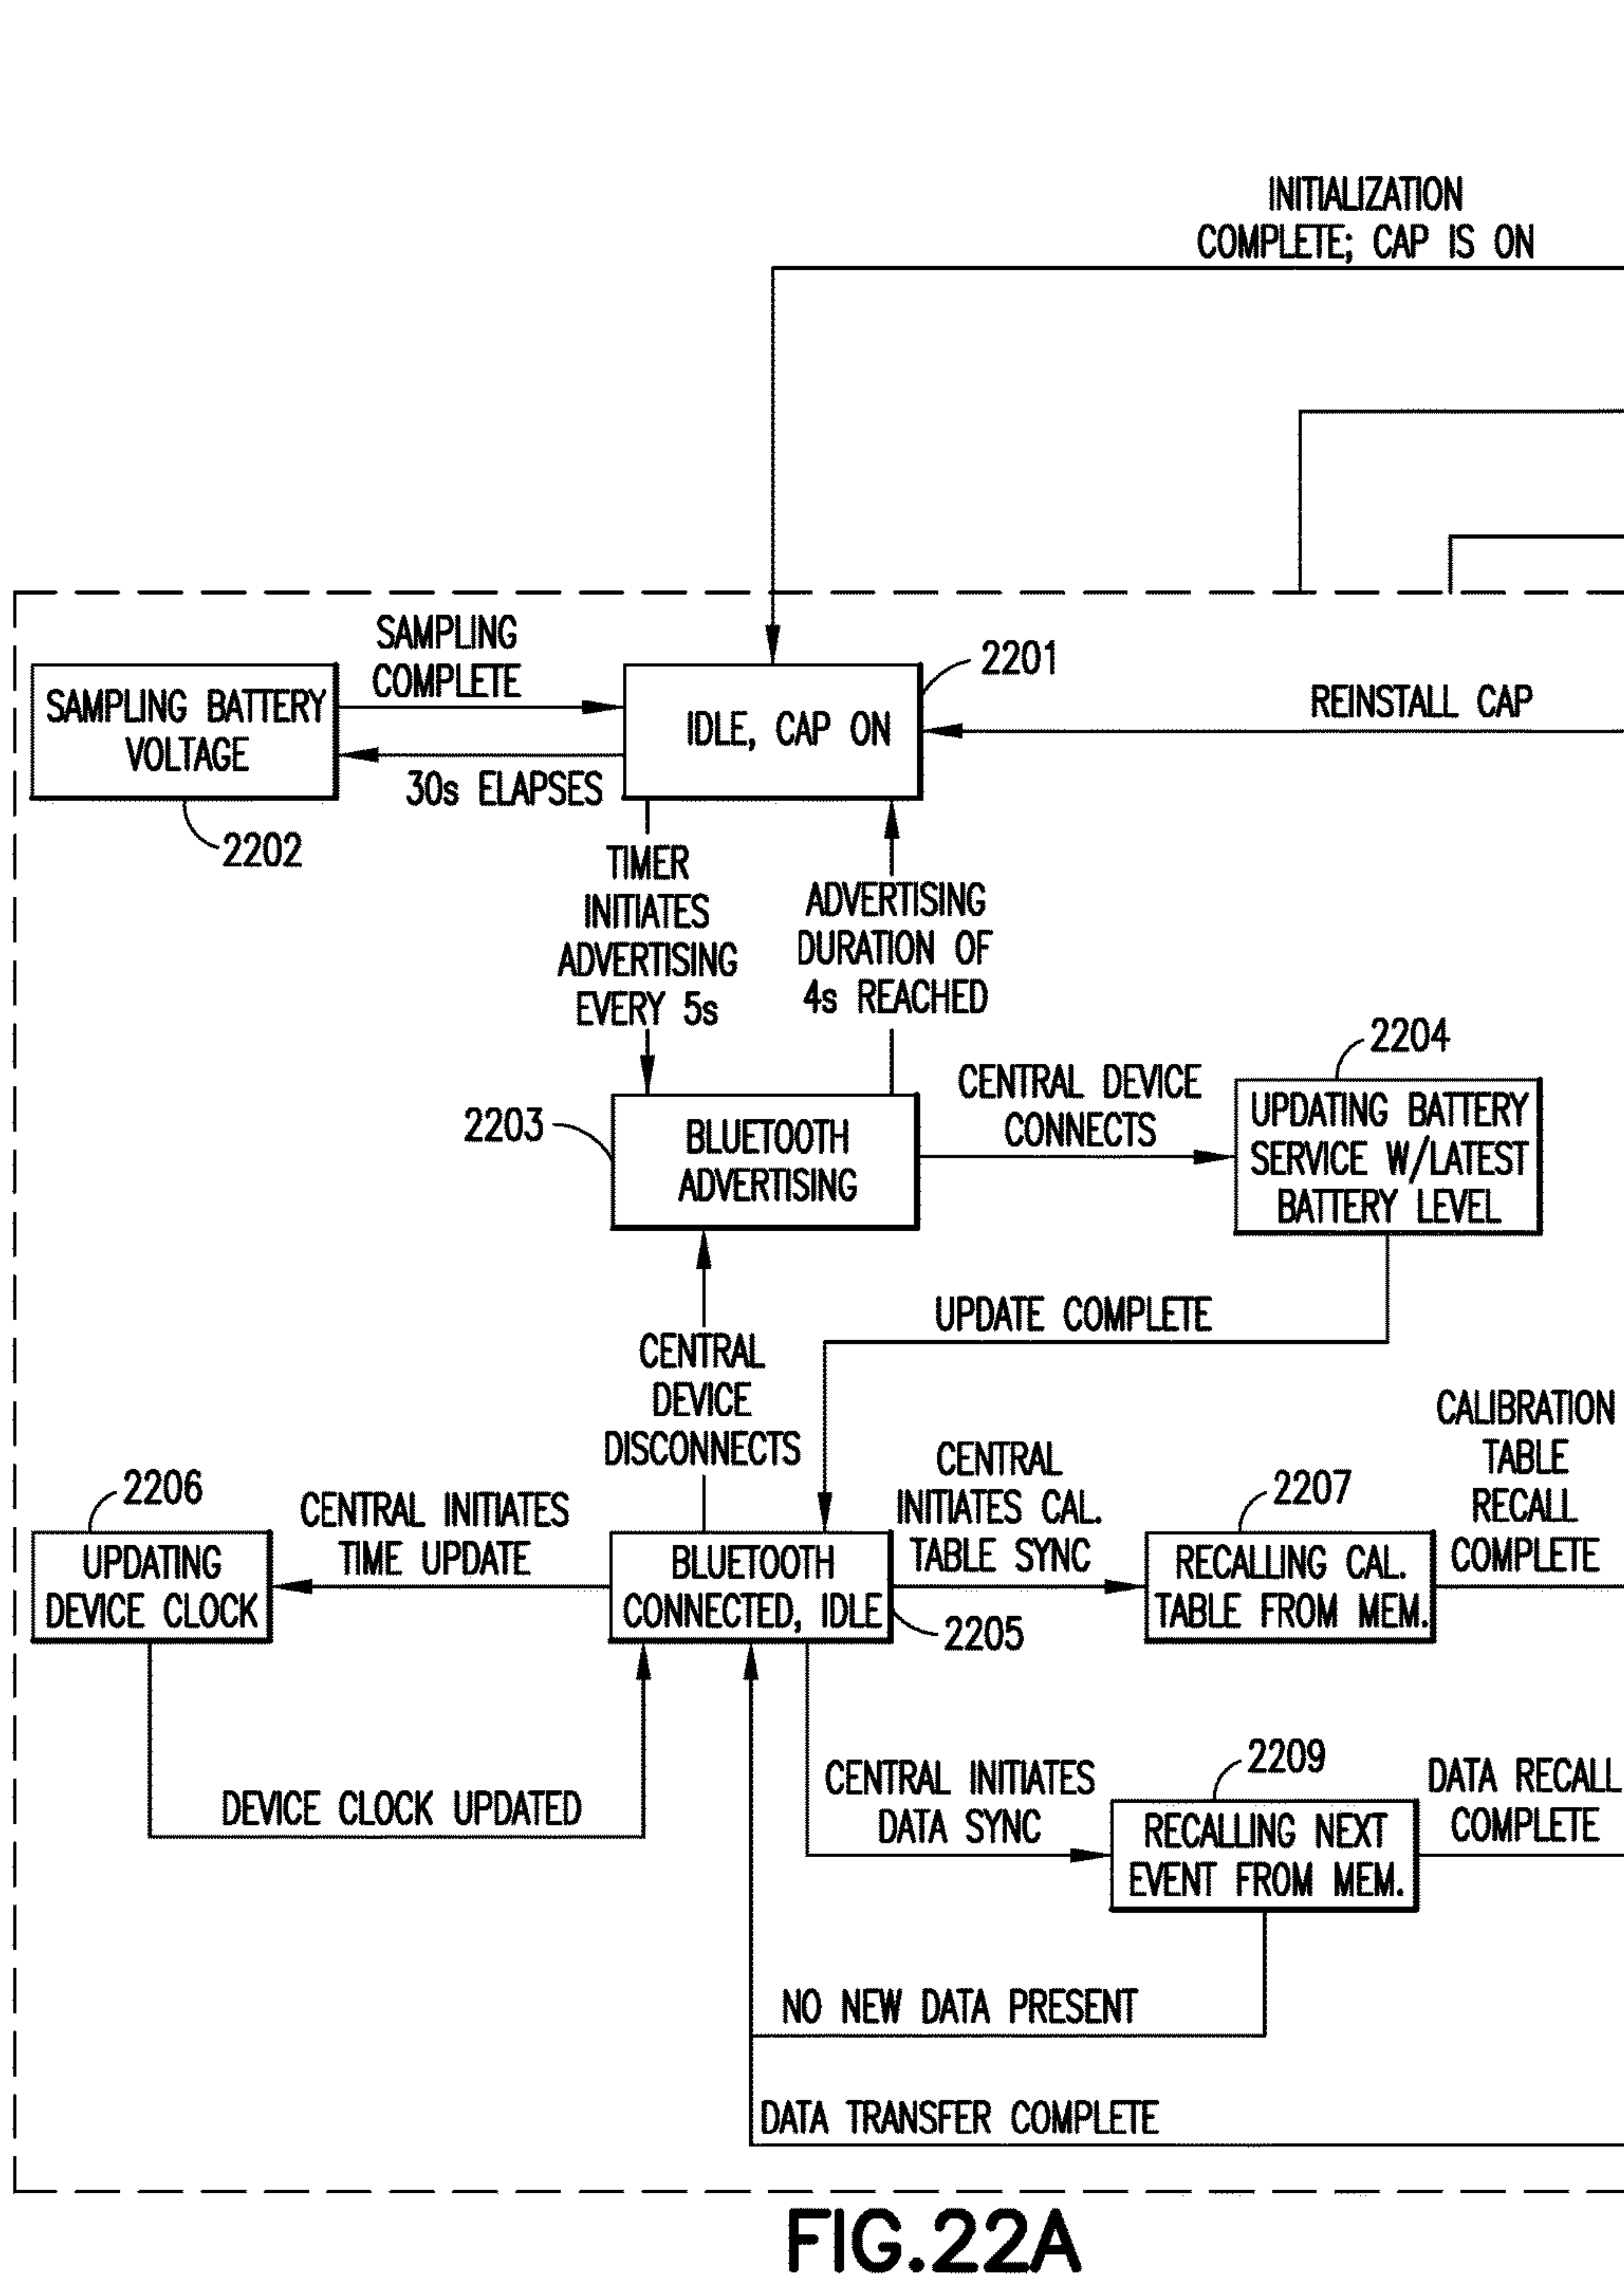 INITIALIZATION
COMPLETE; CAP IS ON
SAMPLING
COMPLETE
2201
SAMPLING BATTERY
VOLTAGE
IDLE, CAP ON
REINSTALL CAP
30s ELAPSES
2202
TIMER
INITIATES
ADVERTISING
EVERY 5s
ADVERTISING
DURATION OF
4s REACHED
2204
CENTRAL DEVICE
CONNECTS
2203
BLUETOOTH
ADVERTISING
UPDATING BATTERY
SERVICE W/LATEST
BATTERY LEVEL
UPDATE COMPLETE
CENTRAL
DEVICE
DISCONNECTS
CALIBRATION
TABLE
RECALL
COMPLETE
2206
CENTRAL INITIATES
TIME UPDATE
CENTRAL
INITIATES CAL.
TABLE SYNC
2207
UPDATING
DEVICE CLOCK
BLUETOOTH
CONNECTED, IDLE
2205
RECALLING CAL.
TABLE FROM MEM.
DEVICE CLOCK UPDATED
CENTRAL INITIATES
DATA SYNC
2209
DATA RECALL
COMPLETE
RECALLING NEXT
EVENT FROM MEM.
NO NEW DATA PRESENT
DATA TRANSFER COMPLETE
FIG.22A